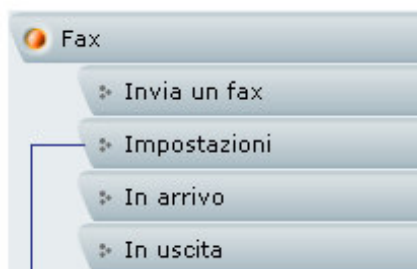 Fax
Invia un fax
Impostazioni
In arrivo
In uscita